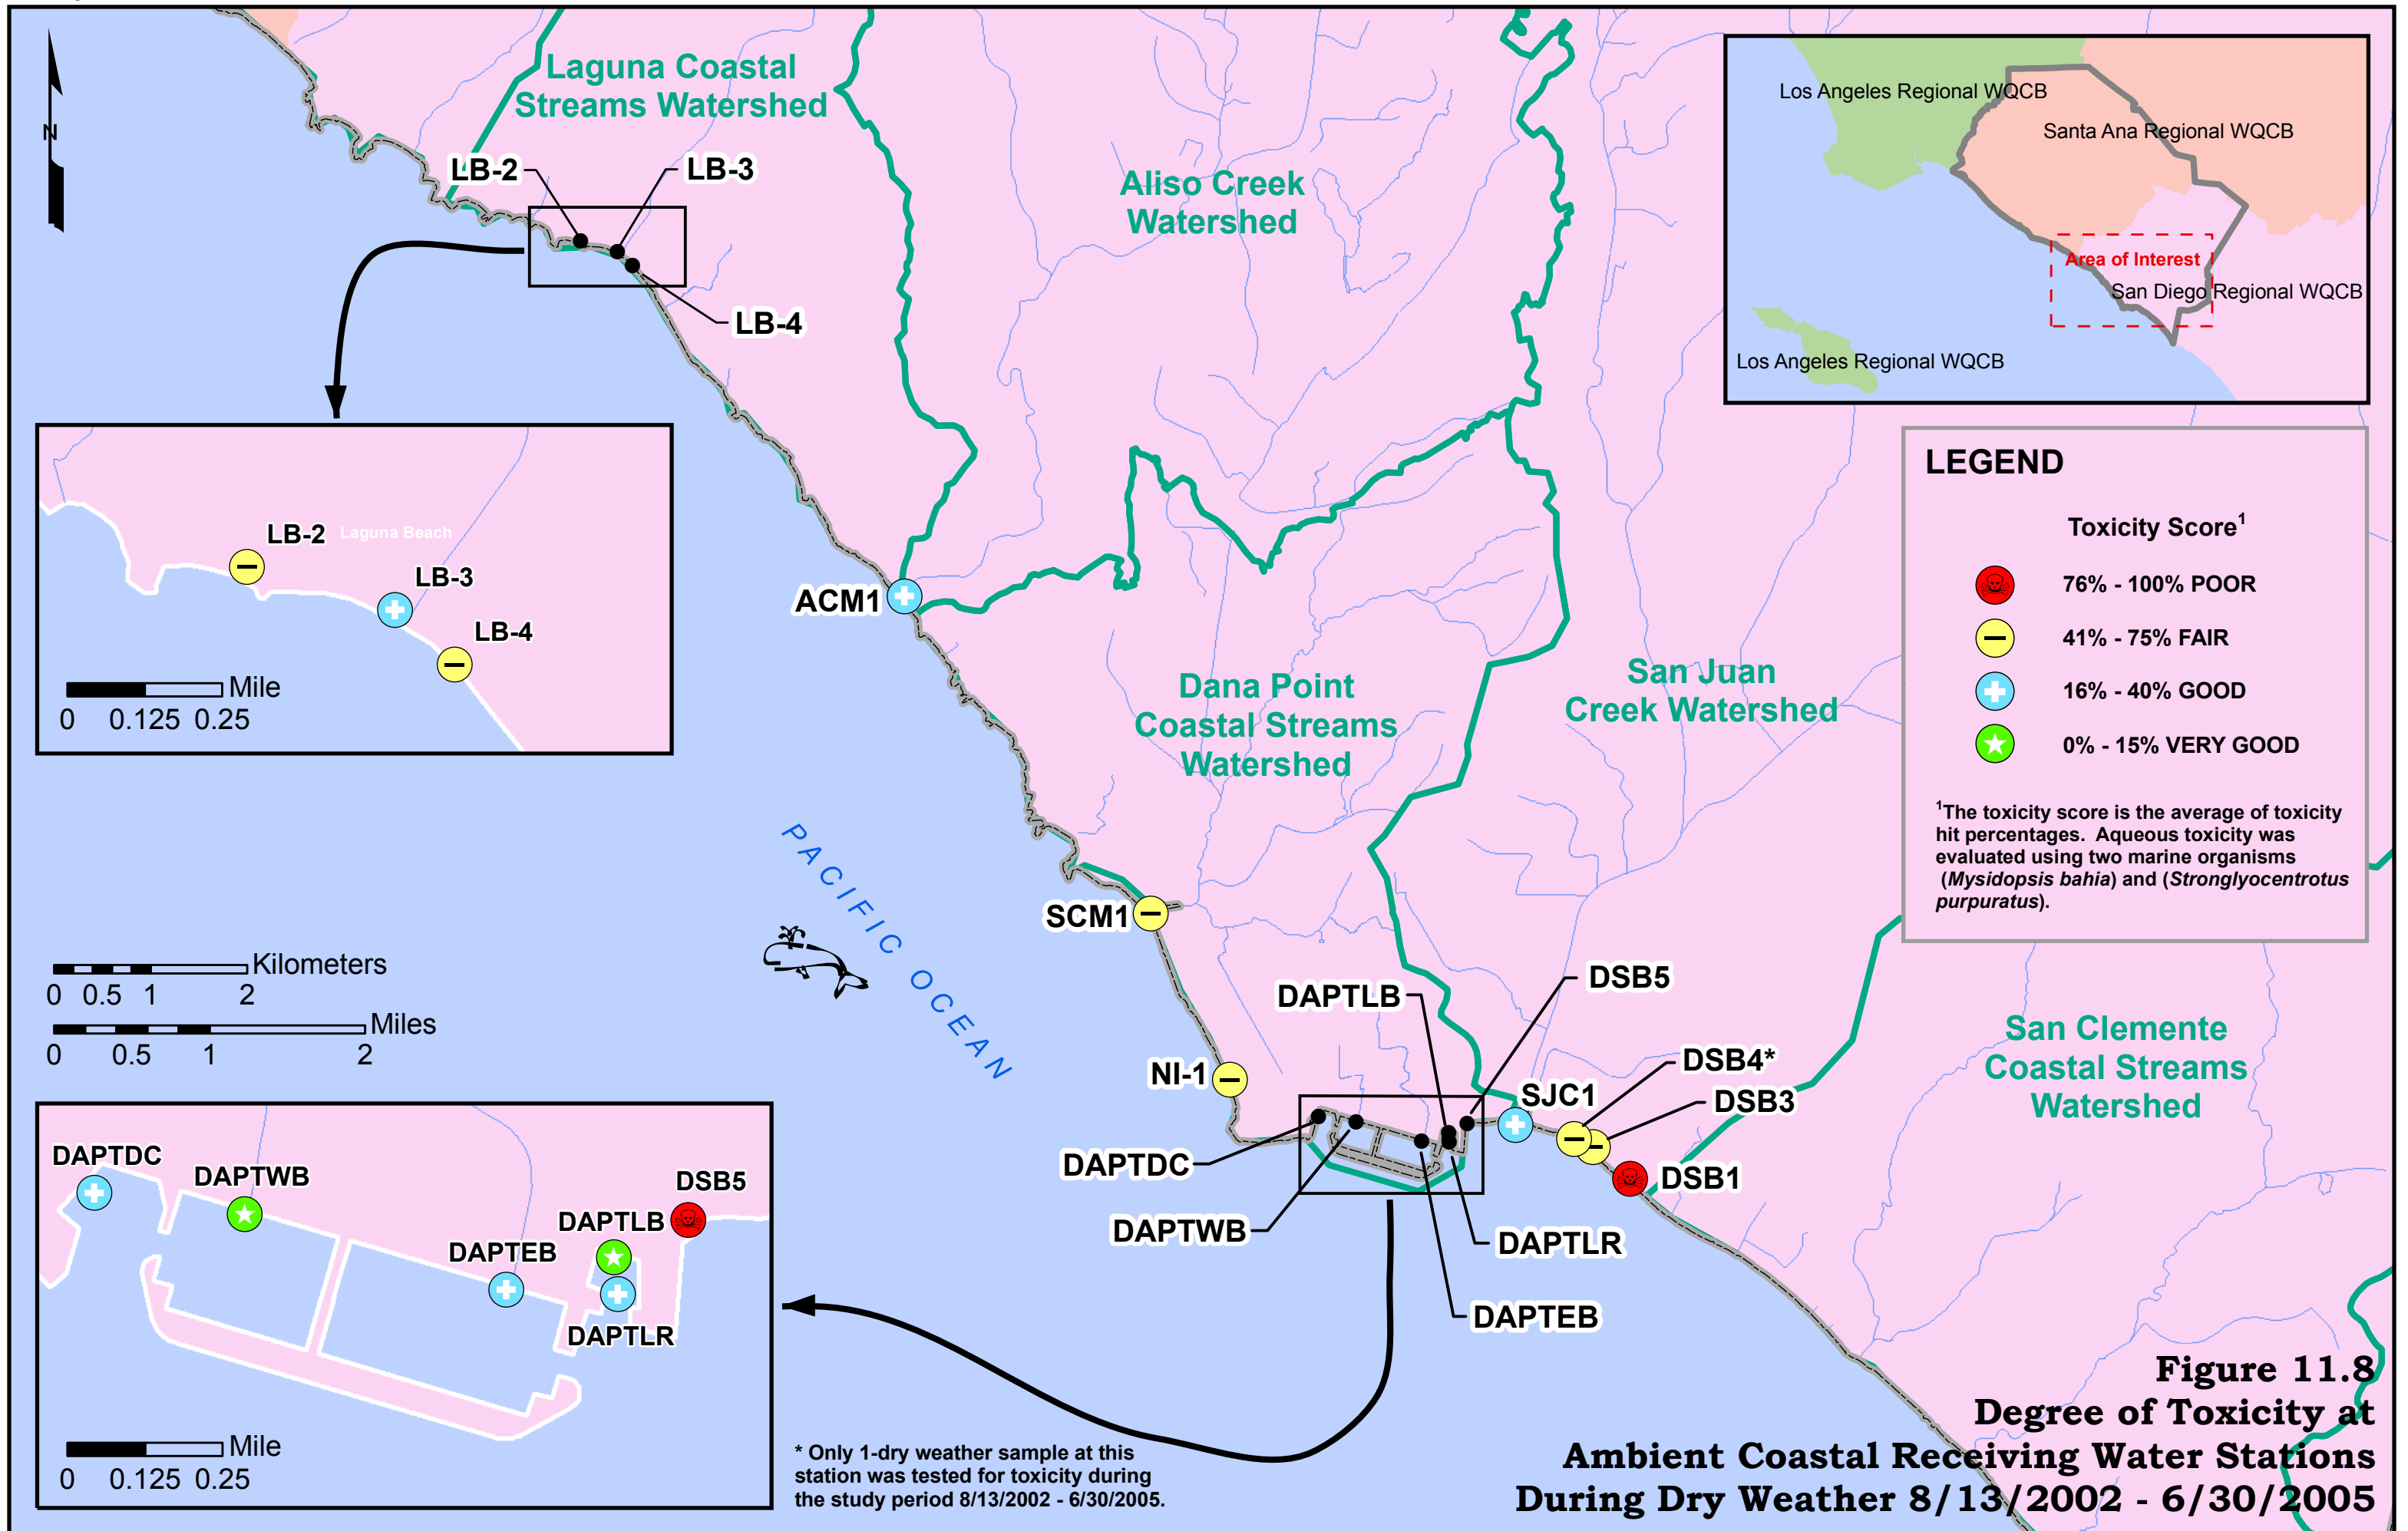 N
Laguna Coastal
Streams Watershed
LB-2
LB-3
LB-4
Aliso Creek
Watershed
Los Angeles Regional WQCB
Santa Ana Regional WQCB
Area of Interest
San Diego Regional WQCB
Los Angeles Regional WQCB
LB-2
Laguna Beach
LB-3
LB-4
Mile
0 0.125 0.25
ACM1
LEGEND
Toxicity Score1
76% - 100% POOR
41% - 75% FAIR
16% - 40% GOOD
0% - 15% VERY GOOD
1The toxicity score is the average of toxicity
hit percentages. Aqueous toxicity was
evaluated using two marine organisms
(Mysidopsis bahia) and (Stronglyocentrotus
purpuratus).
Dana Point
Coastal Streams
Watershed
San Juan
Creek Watershed
PACIFIC OCEAN
SCM1
Kilometers
0 0.5 1 2
Miles
0 0.5 1 2
NI-1
DAPTLB
DSB5
SJC1
DSB4*
DSB3
DSB1
San Clemente
Coastal Streams
Watershed
DAPTDC
DAPTWB
DAPTLR
DAPTEB
DAPTDC
DAPTWB
DSB5
DAPTLB
DAPTEB
DAPTLR
Mile
0 0.125 0.25
* Only 1-dry weather sample at this
station was tested for toxicity during
the study period 8/13/2002 - 6/30/2005.
Figure 11.8
Degree of Toxicity at
Ambient Coastal Receiving Water Stations
During Dry Weather 8/13/2002 - 6/30/2005